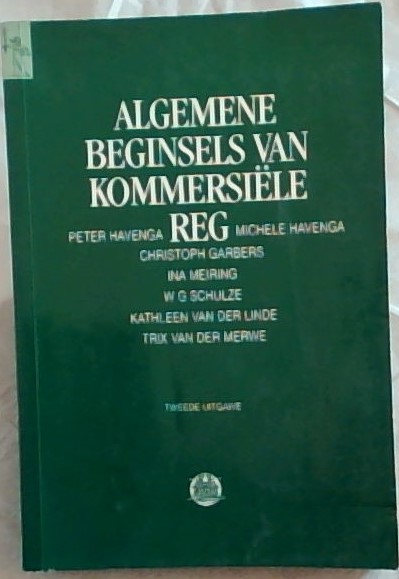 ALGEMENE
BEGINSELS VAN
KOMMERSIËLE
REG
PETER HAVENGA MICHELE HAVENGA
CHRISTOPH GARBERS
INA MEIRING
W G SCHULZE
KATHLEEN VAN DER LINDE
TRIX VAN DER MERWE
TWEEDE UITGAWE